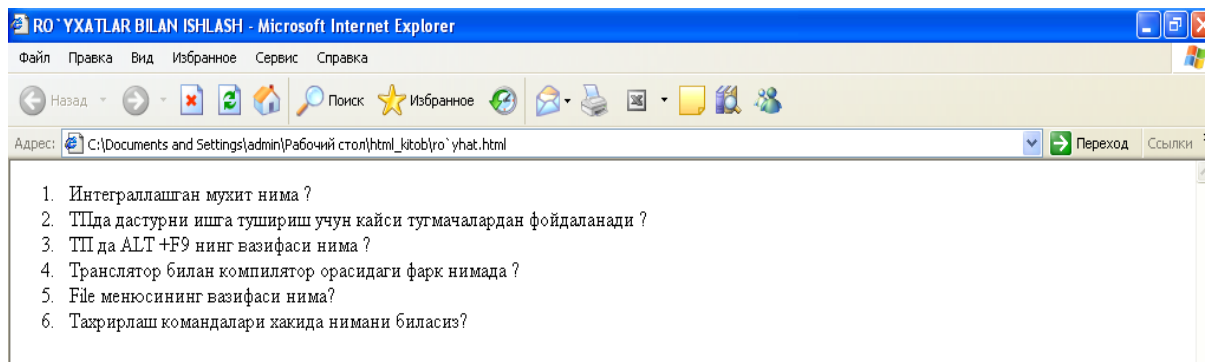 RO`YXATLAR BILAN ISHLASH - Microsoft Internet Explorer
Файл Правка Вид Избранное Сервис Справка
Назад Поиск Избранное
Адрес: C:\Documents and Settings\admin\Рабочий стол\html_kitob\ro`yhat.html Переход Ссылки
1. Интеграллашган мухит нима ?
2. ТПда дастурни ишга тушириш учун кайси тугмачалардан фойдаланади ?
3. ТП да ALT +F9 нинг вазифаси нима ?
4. Транслятор билан компилятор орасидаги фарк нимада ?
5. File менюсининг вазифаси нима?
6. Тахрирлаш командалари хакида нимани биласиз?